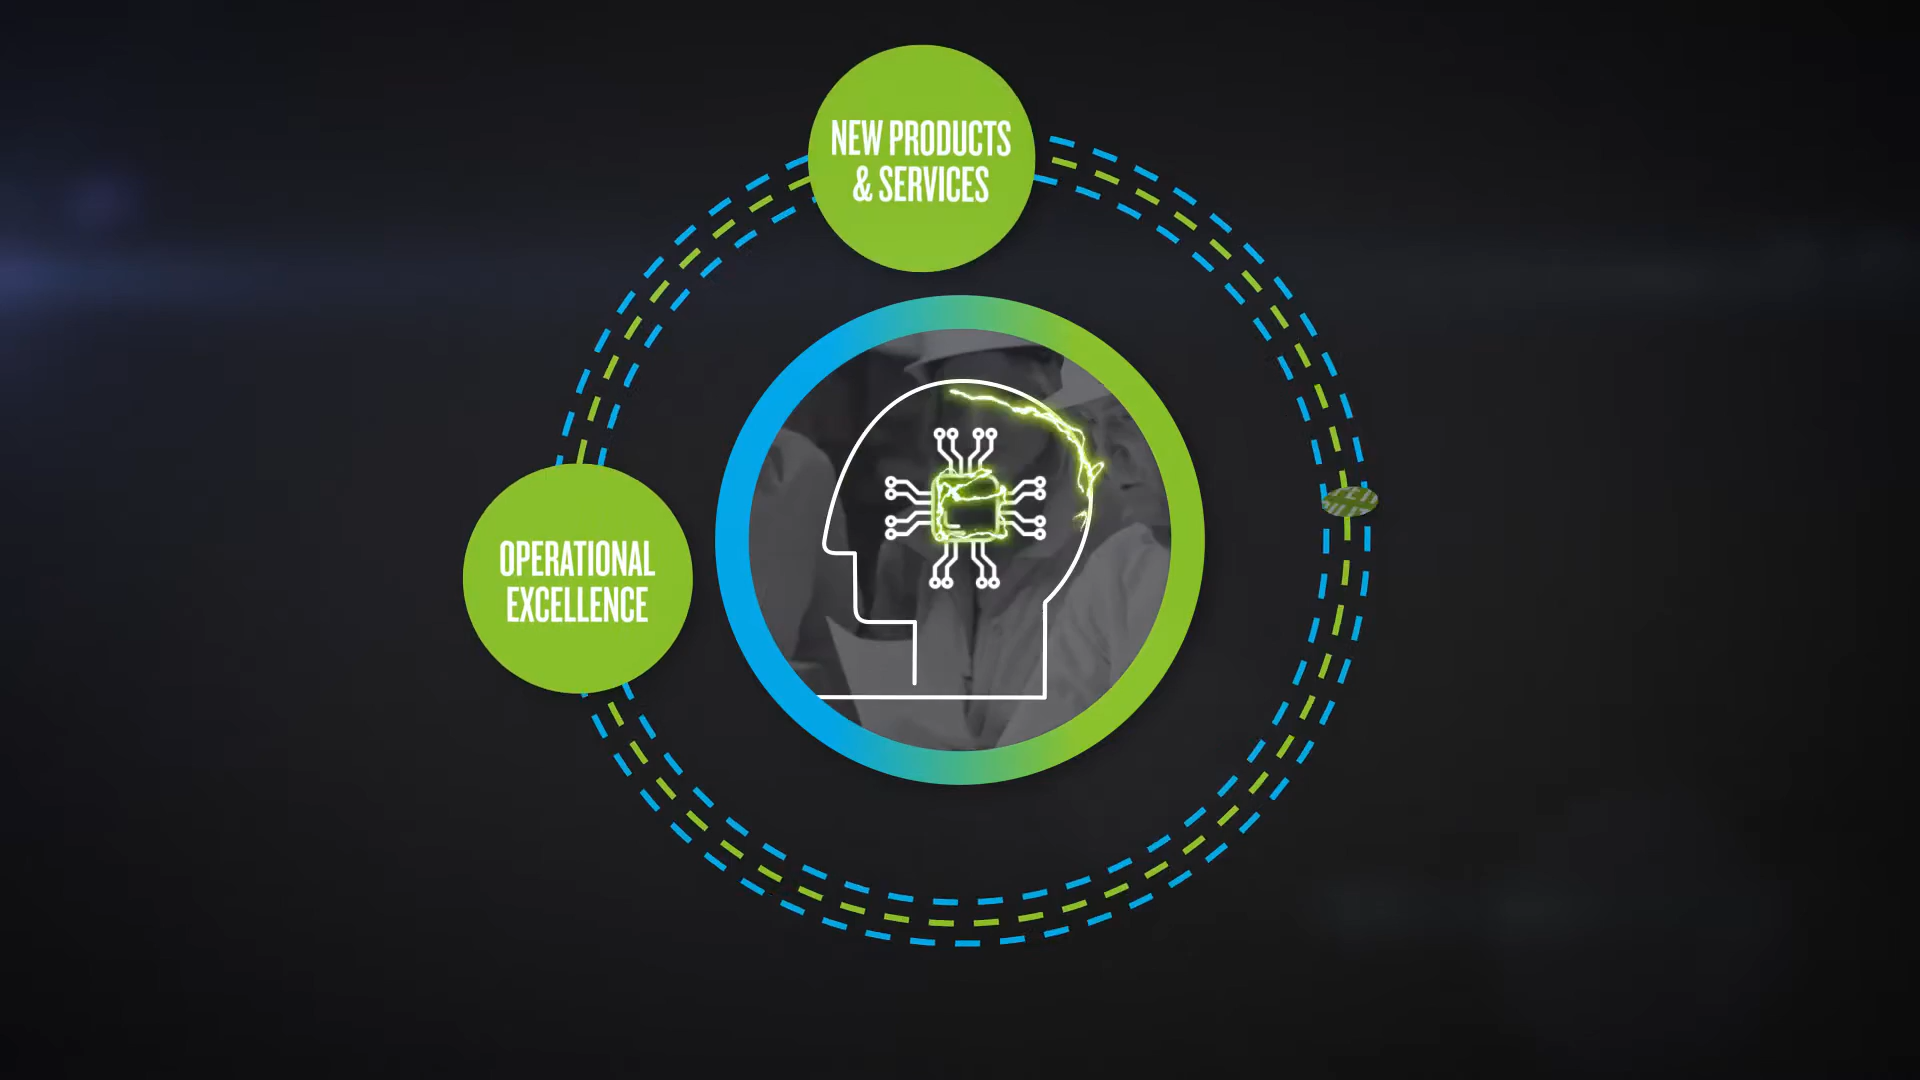 NEW PRODUCTS
& SERVICES
OPERATIONAL
EXCELLENCE